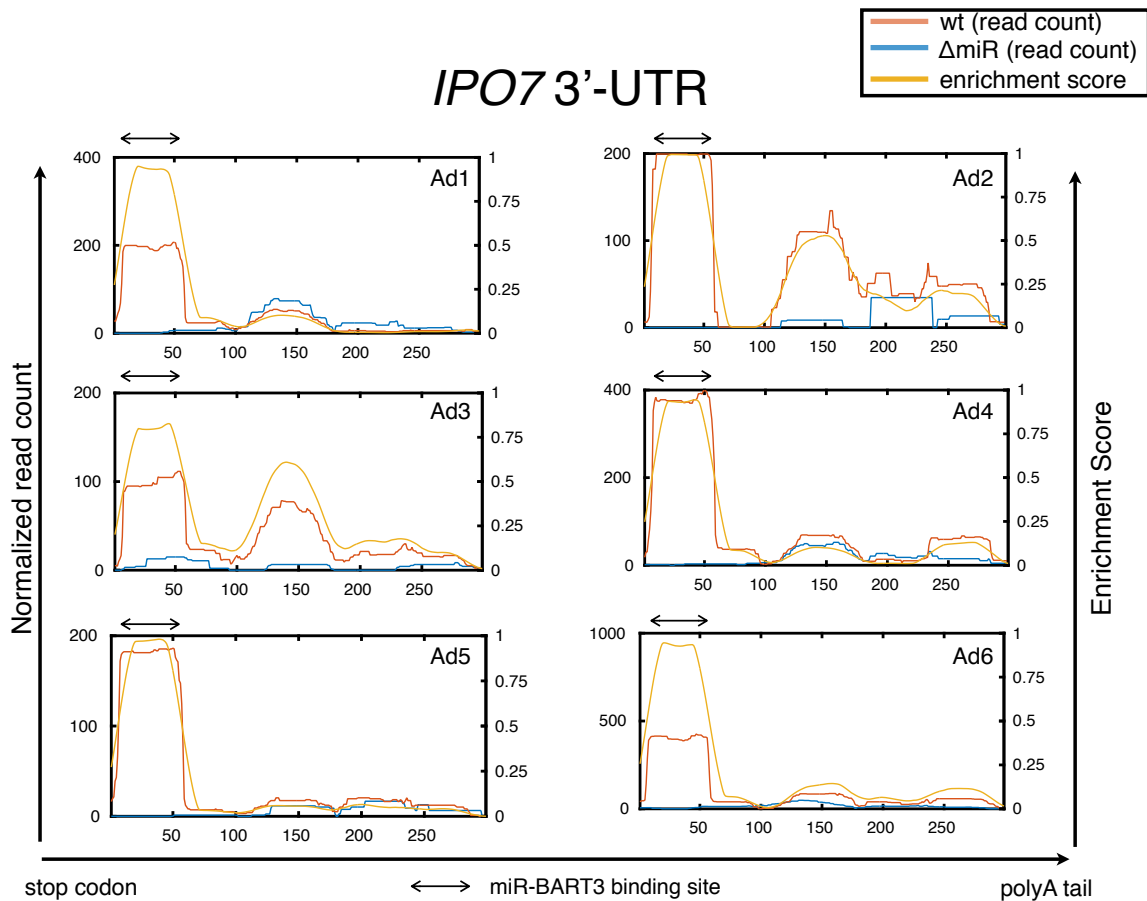 wt (read count)
ΔmiR (read count)
enrichment score
IPO7 3’-UTR
Normalized read count
Enrichment Score
Ad1
400
200
0
1
0.75
0.5
0.25
0
50 100 150 200 250
Ad2
200
100
0
1
0.75
0.5
0.25
0
50 100 150 200 250
Ad3
200
100
0
1
0.75
0.5
0.25
0
50 100 150 200 250
Ad4
400
200
0
1
0.75
0.5
0.25
0
50 100 150 200 250
Ad5
200
100
0
1
0.75
0.5
0.25
0
50 100 150 200 250
Ad6
1000
500
0
1
0.75
0.5
0.25
0
50 100 150 200 250
stop codon
miR-BART3 binding site
polyA tail